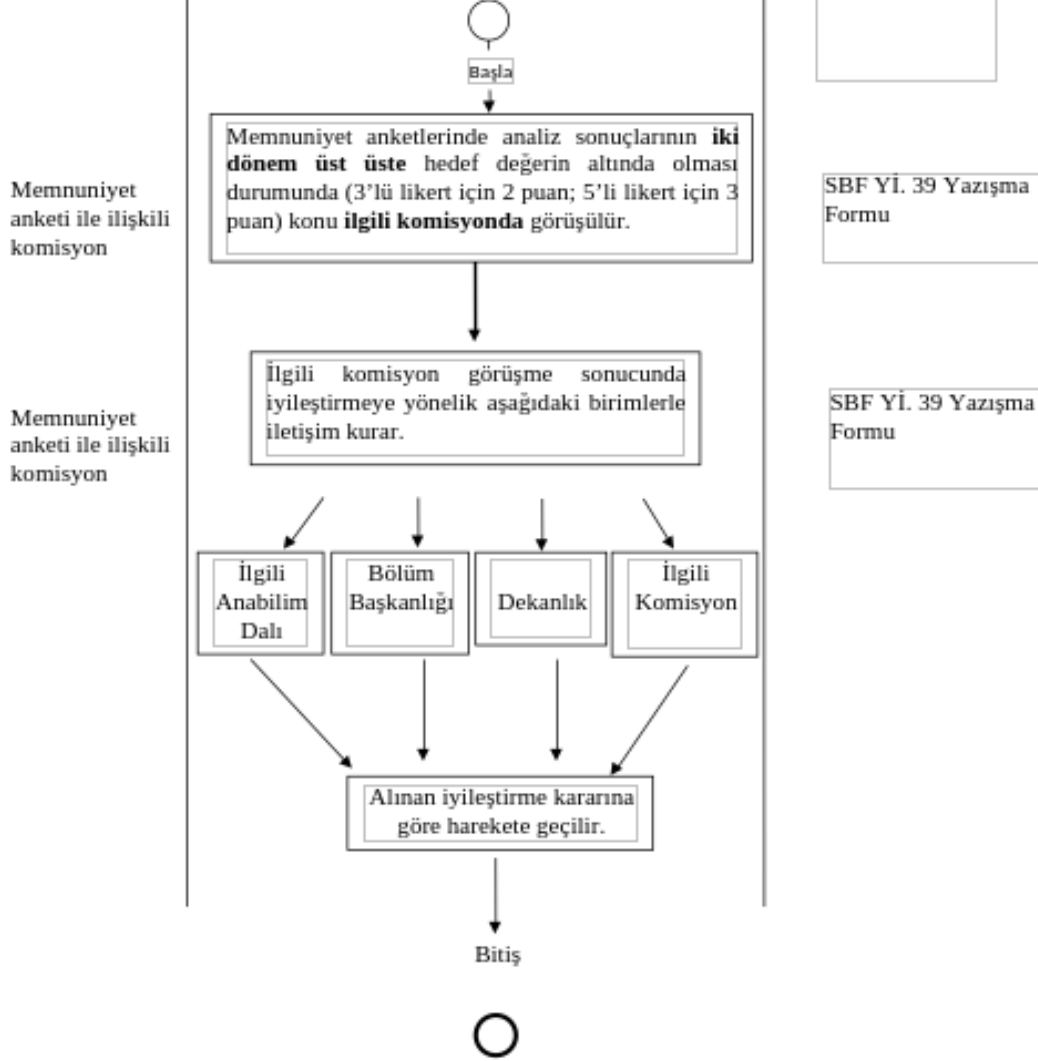 Başla
Memnuniyet anketlerinde analiz sonuçlarının iki
dönem üst üste hedef değerin altında olması
durumunda (3’lü likert için 2 puan; 5’li likert için 3
puan) konu ilgili komisyonda görüşülür.
Memnuniyet
anketi ile ilişkili
komisyon
SBF Yİ. 39 Yazışma
Formu
İlgili komisyon görüşme sonucunda
iyileştirmeye yönelik aşağıdaki birimlerle
iletişim kurar.
Memnuniyet
anketi ile ilişkili
komisyon
SBF Yİ. 39 Yazışma
Formu
İlgili
Anabilim
Dalı
Bölüm
Başkanlığı
Dekanlık
İlgili
Komisyon
Alınan iyileştirme kararına
göre harekete geçilir.
Bitiş